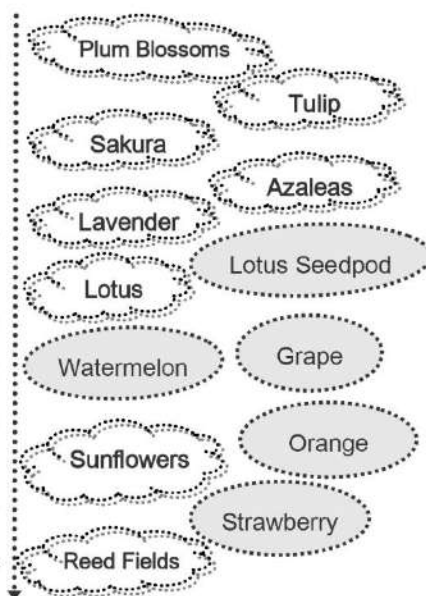 Plum Blossoms
Tulip
Sakura
Azaleas
Lavender
Lotus Seedpod
Lotus
Watermelon
Grape
Orange
Sunflowers
Strawberry
Reed Fields